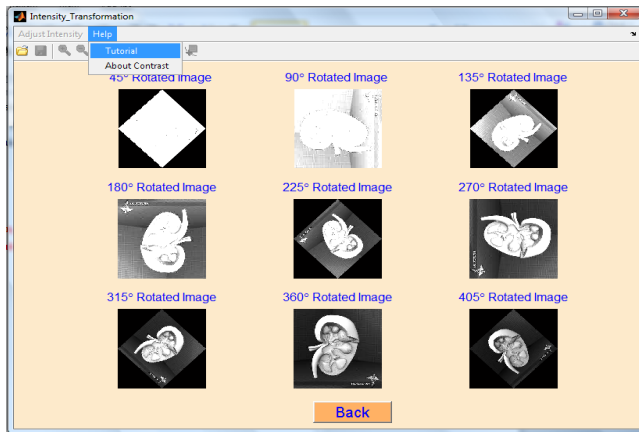 Intensity_Transformation
Adjust Intensity Help
Tutorial
About Contrast
45° Rotated Image 90° Rotated Image 135° Rotated Image
180° Rotated Image 225° Rotated Image 270° Rotated Image
315° Rotated Image 360° Rotated Image 405° Rotated Image
Back